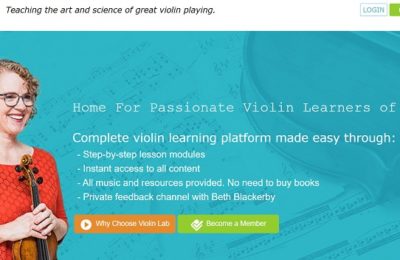 Teaching the art and science of great violin playing.
LOGIN
Home For Passionate Violin Learners of
Complete violin learning platform made easy through:
- Step-by-step lesson modules
- Instant access to all content
- All music and resources provided. No need to buy books
- Private feedback channel with Beth Blackerby
Why Choose Violin Lab
Become a Member